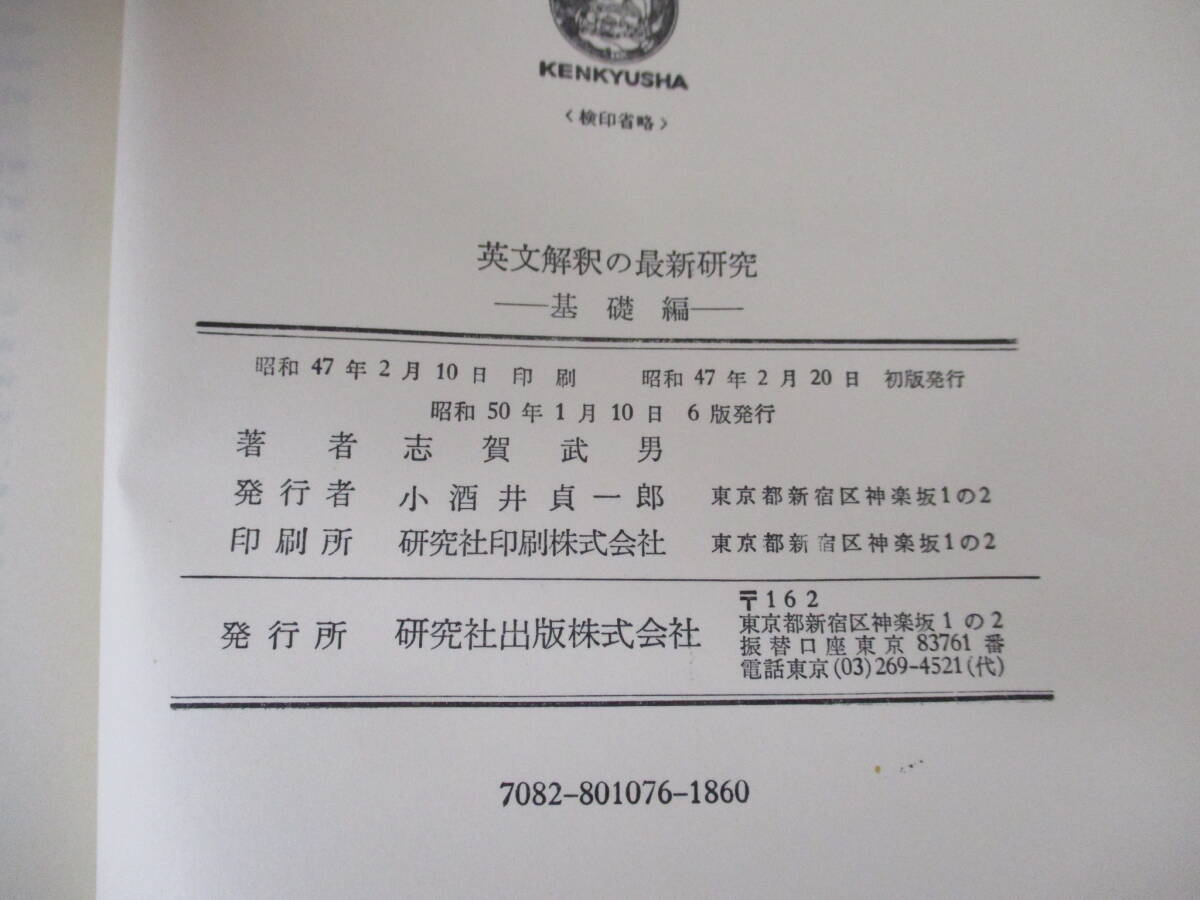 KENKYUSHA
〈検印省略〉
英文解釈の最新研究
――基礎編――
昭和 47 年 2 月 10 日 印刷 昭和 47 年 2 月 20 日 初版発行
昭和 50 年 1 月 10 日 6 版発行
著者 志賀武男
発行者 小酒井貞一郎 東京都新宿区神楽坂1の2
印刷所 研究社印刷株式会社 東京都新宿区神楽坂1の2
発行所 研究社出版株式会社
〒162
東京都新宿区神楽坂1の2
振替口座東京 83761 番
電話東京(03)269-4521(代)
7082-801076-1860